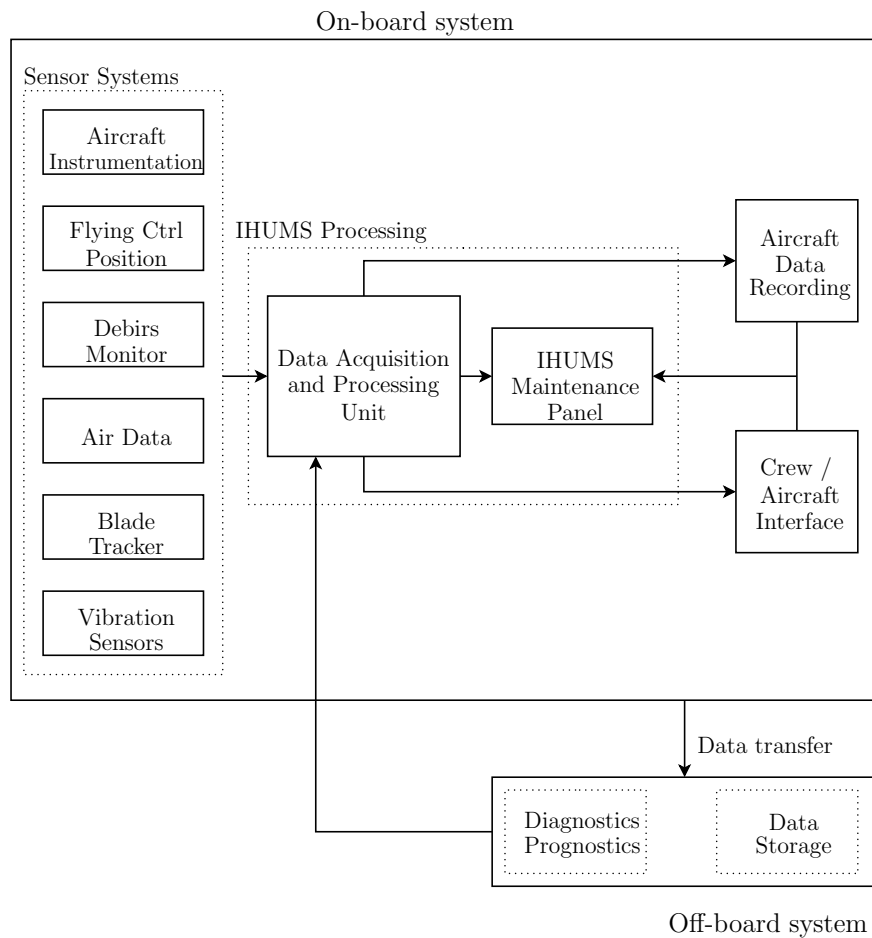 On-board system
Sensor Systems
Aircraft
Instrumentation
Flying Ctrl
Position
Debirs
Monitor
Air Data
Blade
Tracker
Vibration
Sensors
IHUMS Processing
Data Acquisition
and Processing
Unit
IHUMS
Maintenance
Panel
Aircraft
Data
Recording
Crew /
Aircraft
Interface
Data transfer
Diagnostics
Prognostics
Data
Storage
Off-board system